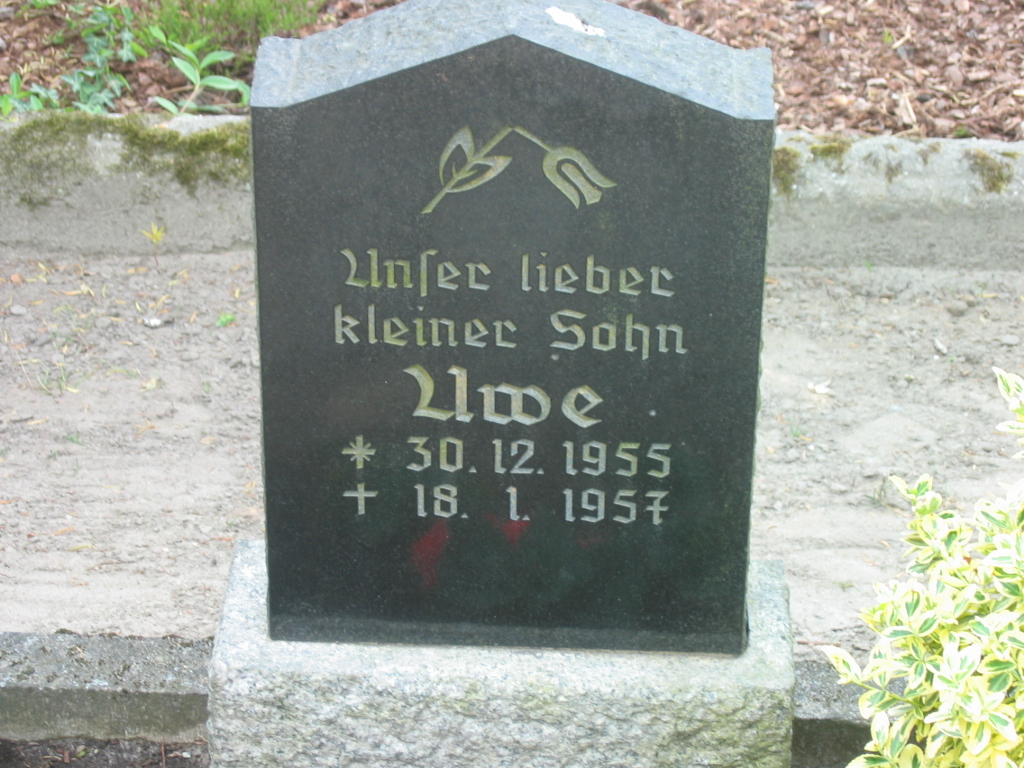 Unſer lieber
kleiner Sohn
Uwe
* 30. 12. 1955
† 18. 1. 1957